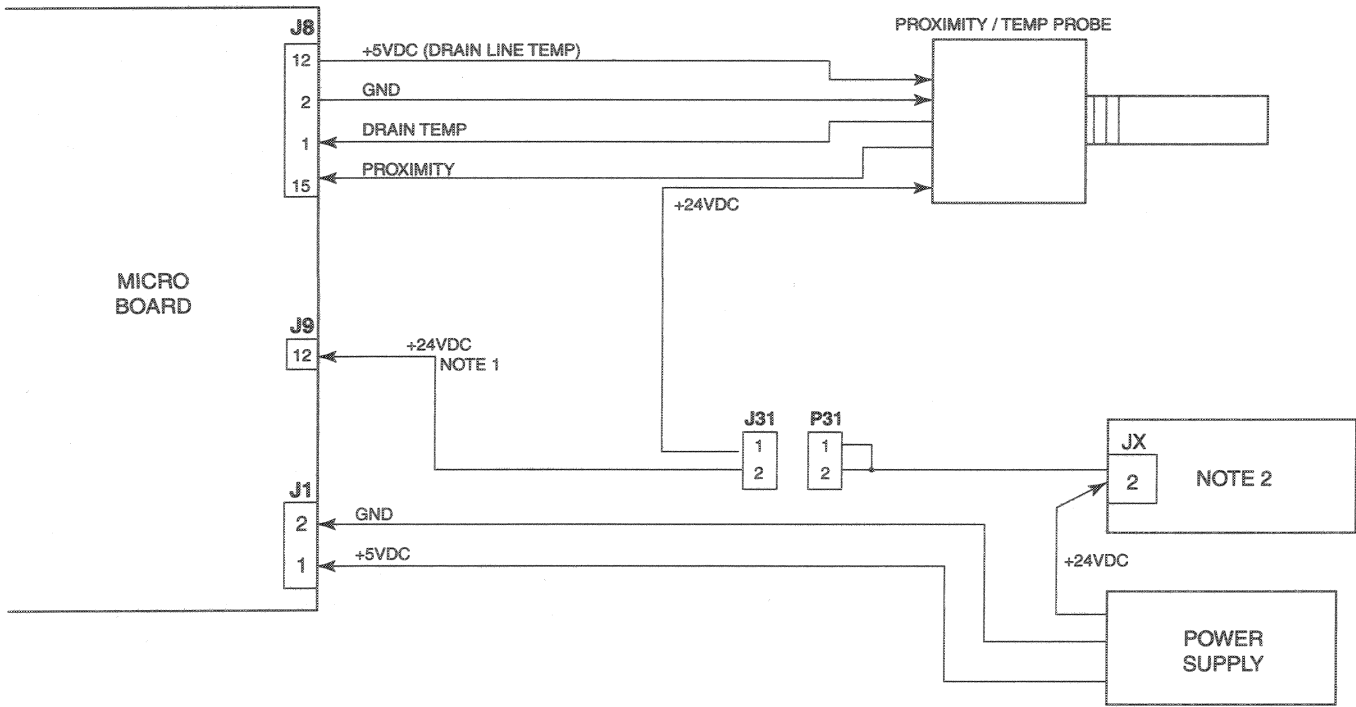 J8
PROXIMITY / TEMP PROBE
12
+5VDC (DRAIN LINE TEMP)
2
GND
1
DRAIN TEMP
15
PROXIMITY
+24VDC
MICRO
BOARD
J9
12
+24VDC
NOTE 1
J31
1
2
P31
1
2
JX
2
NOTE 2
J1
2
GND
1
+5VDC
+24VDC
POWER
SUPPLY